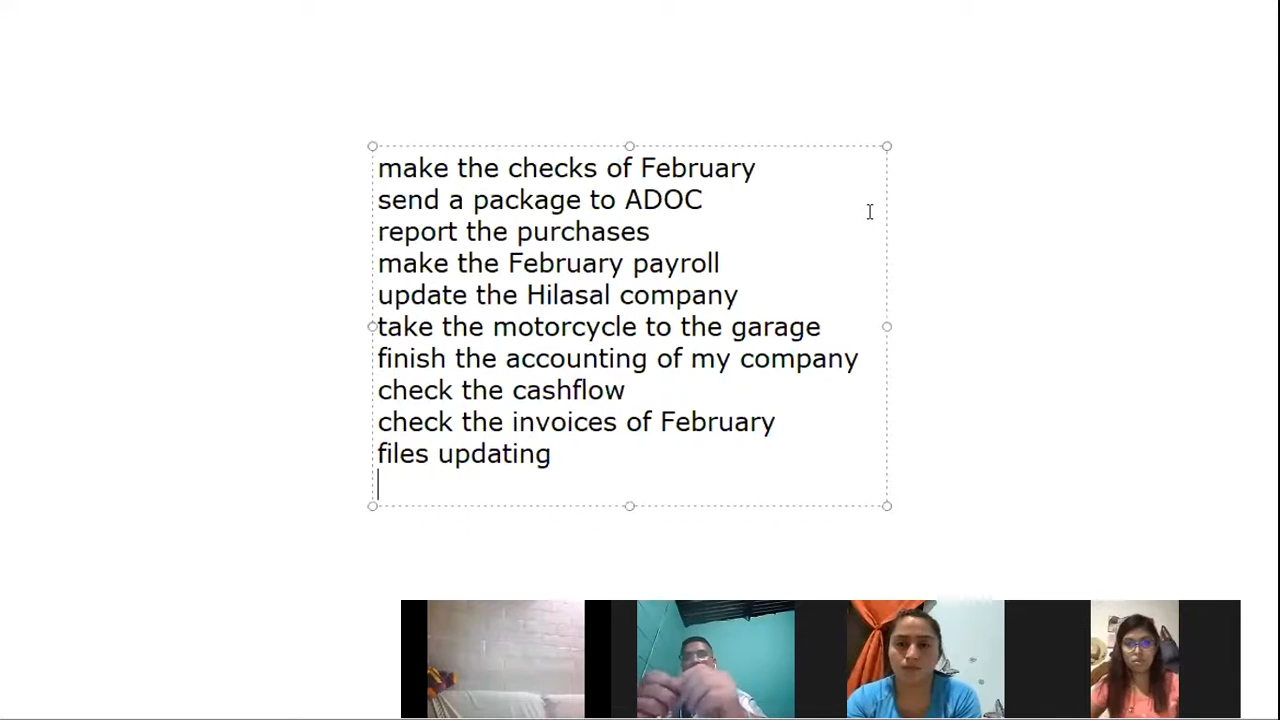 make the checks of February
send a package to ADOC
report the purchases
make the February payroll
update the Hilasal company
take the motorcycle to the garage
finish the accounting of my company
check the cashflow
check the invoices of February
files updating